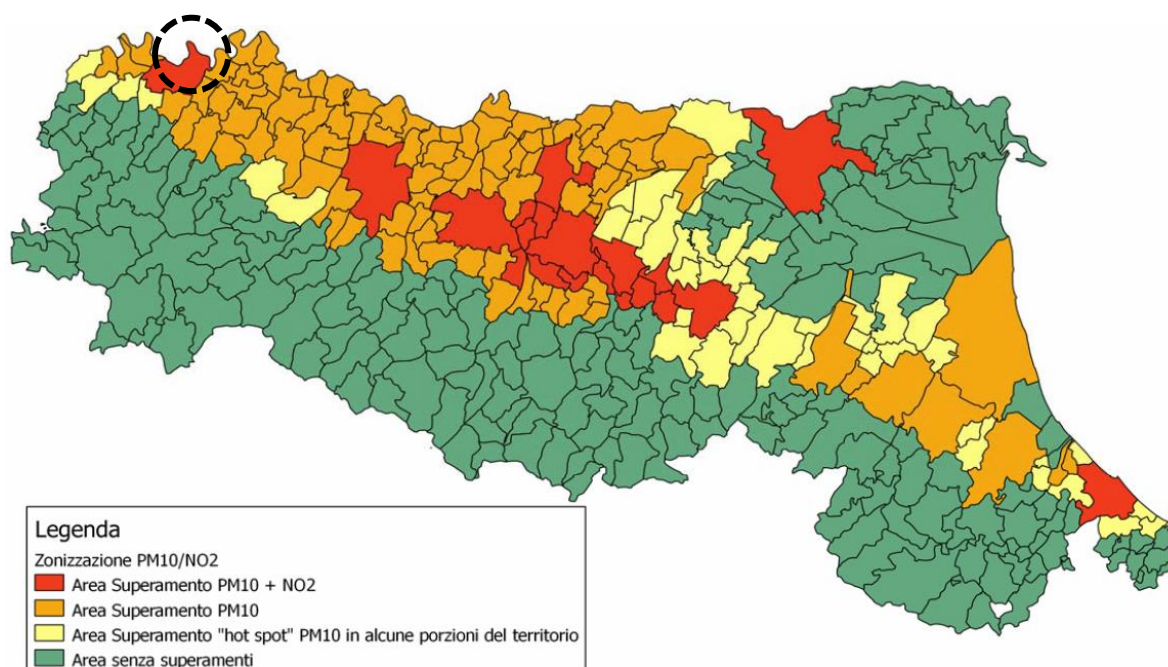 Legenda
Zonizzazione PM10/NO2
Area Superamento PM10 + NO2
Area Superamento PM10
Area Superamento "hot spot" PM10 in alcune porzioni del territorio
Area senza superamenti